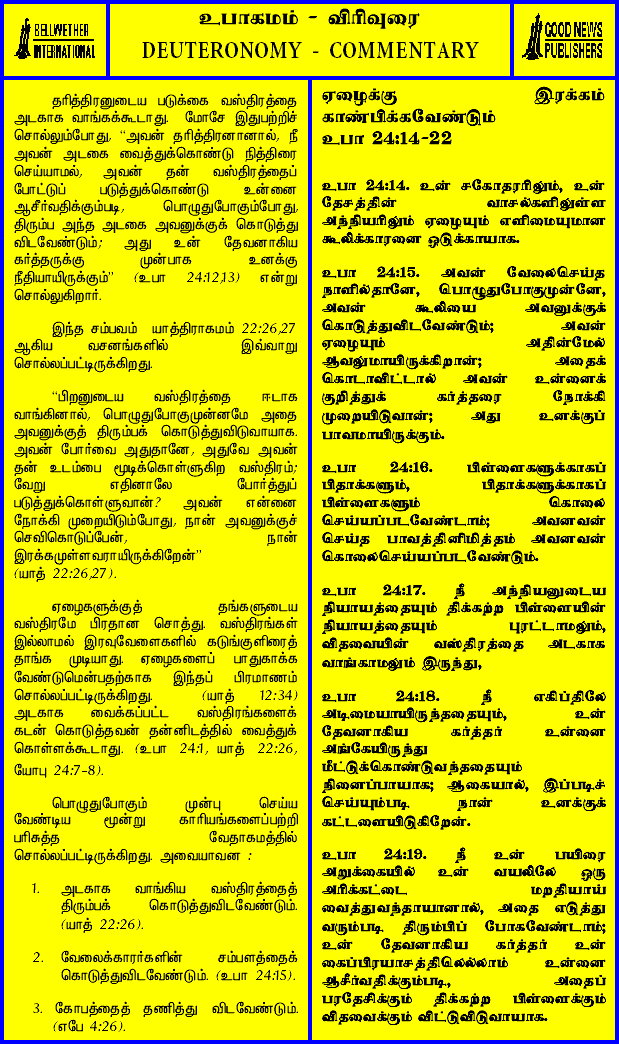 BELLWETHER
INTERNATIONAL
உபாகமம் - விரிவுரை
DEUTERONOMY - COMMENTARY
GOOD NEWS
PUBLISHERS
தரித்திரனுடைய படுக்கை வஸ்திரத்தை
அடகாக வாங்கக்கூடாது. மோசே இதுபற்றிச்
சொல்லும்போது, “அவன் தரித்திரனானால், நீ
அவன் அடகை வைத்துக்கொண்டு நித்திரை
செய்யாமல், அவன் தன் வஸ்திரத்தைப்
போட்டுப் படுத்துக்கொண்டு உன்னை
ஆசீர்வதிக்கும்படி, பொழுதுபோகும்போது,
திரும்ப அந்த அடகை அவனுக்குக் கொடுத்து
விடவேண்டும்; அது உன் தேவனாகிய
கர்த்தருக்கு முன்பாக உனக்கு
நீதியாயிருக்கும்” (உபா 24:12,13) என்று
சொல்லுகிறார்.
இந்த சம்பவம் யாத்திராகமம் 22:26,27
ஆகிய வசனங்களில் இவ்வாறு
சொல்லப்பட்டிருக்கிறது.
“பிறனுடைய வஸ்திரத்தை ஈடாக
வாங்கினால், பொழுதுபோகுமுன்னமே அதை
அவனுக்குத் திரும்பக் கொடுத்துவிடுவாயாக.
அவன் போர்வை அதுதானே, அதுவே அவன்
தன் உடம்பை மூடிக்கொள்ளுகிற வஸ்திரம்;
வேறு எதினாலே போர்த்துப்
படுத்துக்கொள்ளுவான்? அவன் என்னை
நோக்கி முறையிடும்போது, நான் அவனுக்குச்
செவிகொடுப்பேன், நான்
இரக்கமுள்ளவராயிருக்கிறேன்”
(யாத் 22:26,27).
ஏழைகளுக்குத் தங்களுடைய
வஸ்திரமே பிரதான சொத்து. வஸ்திரங்கள்
இல்லாமல் இரவுவேளைகளில் கடுங்குளிரைத்
தாங்க முடியாது. ஏழைகளைப் பாதுகாக்க
வேண்டுமென்பதற்காக இந்தப் பிரமாணம்
சொல்லப்பட்டிருக்கிறது. (யாத் 12:34)
அடகாக வைக்கப்பட்ட வஸ்திரங்களைக்
கடன் கொடுத்தவன் தன்னிடத்தில் வைத்துக்
கொள்ளக்கூடாது. (உபா 24:1, யாத் 22:26,
யோபு 24:7-8).
பொழுதுபோகும் முன்பு செய்ய
வேண்டிய மூன்று காரியங்களைப்பற்றி
பரிசுத்த வேதாகமத்தில்
சொல்லப்பட்டிருக்கிறது. அவையாவன :
1. அடகாக வாங்கிய வஸ்திரத்தைத்
திரும்பக் கொடுத்துவிடவேண்டும்.
(யாத் 22:26).
2. வேலைக்காரர்களின் சம்பளத்தைக்
கொடுத்துவிடவேண்டும். (உபா 24:15).
3. கோபத்தைத் தணித்து விடவேண்டும்.
(எபே 4:26).
ஏழைக்கு இரக்கம்
காண்பிக்கவேண்டும்
உபா 24:14-22
உபா 24:14. உன் சகோதரரிலும், உன்
தேசத்தின் வாசல்களிலுள்ள
அந்நியரிலும் ஏழையும் எளிமையுமான
கூலிக்காரனை ஒடுக்காயாக.
உபா 24:15. அவன் வேலைசெய்த
நாளில்தானே, பொழுதுபோகுமுன்னே,
அவன் கூலியை அவனுக்குக்
கொடுத்துவிடவேண்டும்; அவன்
ஏழையும் அதின்மேல்
ஆவலுமாயிருக்கிறான்; அதைக்
கொடாவிட்டால் அவன் உன்னைக்
குறித்துக் கர்த்தரை நோக்கி
முறையிடுவான்; அது உனக்குப்
பாவமாயிருக்கும்.
உபா 24:16. பிள்ளைகளுக்காகப்
பிதாக்களும், பிதாக்களுக்காகப்
பிள்ளைகளும் கொலை
செய்யப்படவேண்டாம்; அவனவன்
செய்த பாவத்தினிமித்தம் அவனவன்
கொலைசெய்யப்படவேண்டும்.
உபா 24:17. நீ அந்நியனுடைய
நியாயத்தையும் திக்கற்ற பிள்ளையின்
நியாயத்தையும் புரட்டாமலும்,
விதவையின் வஸ்திரத்தை அடகாக
வாங்காமலும் இருந்து,
உபா 24:18. நீ எகிப்திலே
அடிமையாயிருந்ததையும், உன்
தேவனாகிய கர்த்தர் உன்னை
அங்கேயிருந்து
மீட்டுக்கொண்டுவந்ததையும்
நினைப்பாயாக; ஆகையால், இப்படிச்
செய்யும்படி நான் உனக்குக்
கட்டளையிடுகிறேன்.
உபா 24:19. நீ உன் பயிரை
அறுக்கையில் உன் வயலிலே ஒரு
அரிக்கட்டை மறதியாய்
வைத்துவந்தாயானால், அதை எடுத்து
வரும்படி திரும்பிப் போகவேண்டாம்;
உன் தேவனாகிய கர்த்தர் உன்
கைப்பிரயாசத்திலெல்லாம் உன்னை
ஆசீர்வதிக்கும்படி, அதைப்
பரதேசிக்கும் திக்கற்ற பிள்ளைக்கும்
விதவைக்கும் விட்டுவிடுவாயாக.